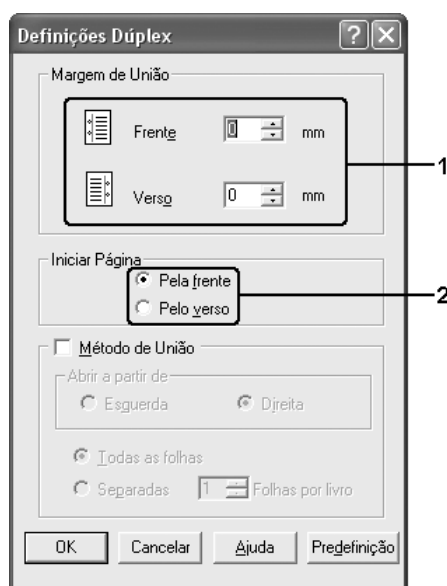 Definições Dúplex
Margem de União
Frente 0 mm
1
Verso 0 mm
Iniciar Página
Pela frente
2
Pelo verso
Método de União
Abrir a partir de
Esquerda Direita
Todas as folhas
Separadas 1 Folhas por livro
OK Cancelar Ajuda Predefinição